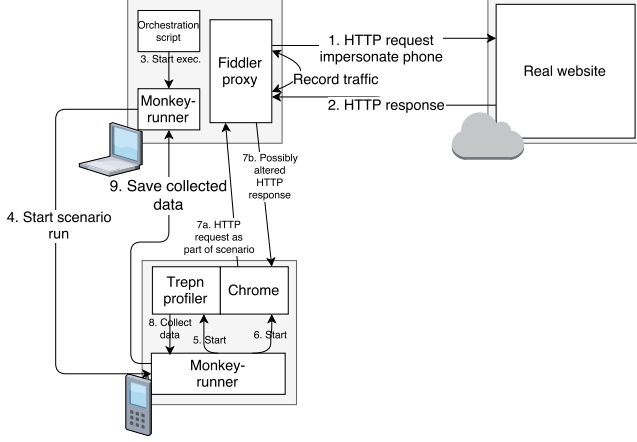 Orchestration
script
3. Start exec.
Monkey-
runner
Fiddler
proxy
1. HTTP request
impersonate phone
Record traffic
2. HTTP response
Real website
7b. Possibly
altered
HTTP
response
9. Save collected
data
4. Start scenario
run
7a. HTTP
request as
part of scenario
Trepn
profiler
Chrome
8. Collect
data
5. Start
6. Start
Monkey-
runner